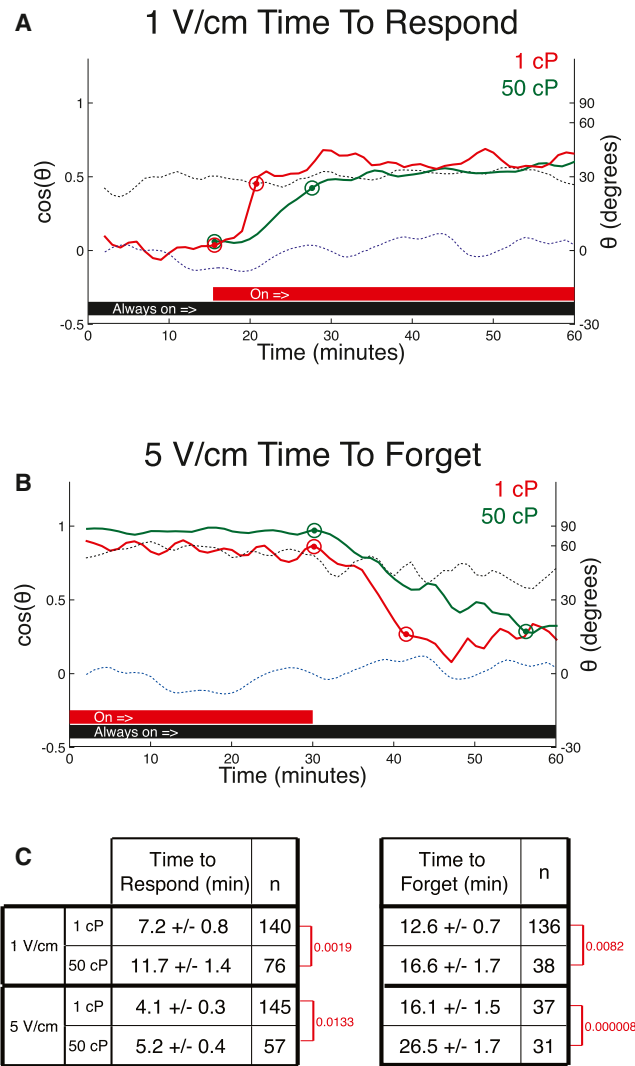 A
1 V/cm Time To Respond
1 cP
50 cP
1
0.5
0
-0.5
cos(θ)
90
60
30
0
-30
θ (degrees)
On =>
Always on =>
0 10 20 30 40 50 60
Time (minutes)
5 V/cm Time To Forget
B
1 cP
50 cP
1
0.5
0
-0.5
cos(θ)
90
60
30
0
-30
θ (degrees)
On =>
Always on =>
0 10 20 30 40 50 60
Time (minutes)
C
Time to Respond (min) n Time to Forget (min) n
1 V/cm 1 cP 7.2 +/- 0.8 140 12.6 +/- 0.7 136
0.0019 0.0082
50 cP 11.7 +/- 1.4 76 16.6 +/- 1.7 38
5 V/cm 1 cP 4.1 +/- 0.3 145 16.1 +/- 1.5 37
0.0133 0.000008
50 cP 5.2 +/- 0.4 57 26.5 +/- 1.7 31